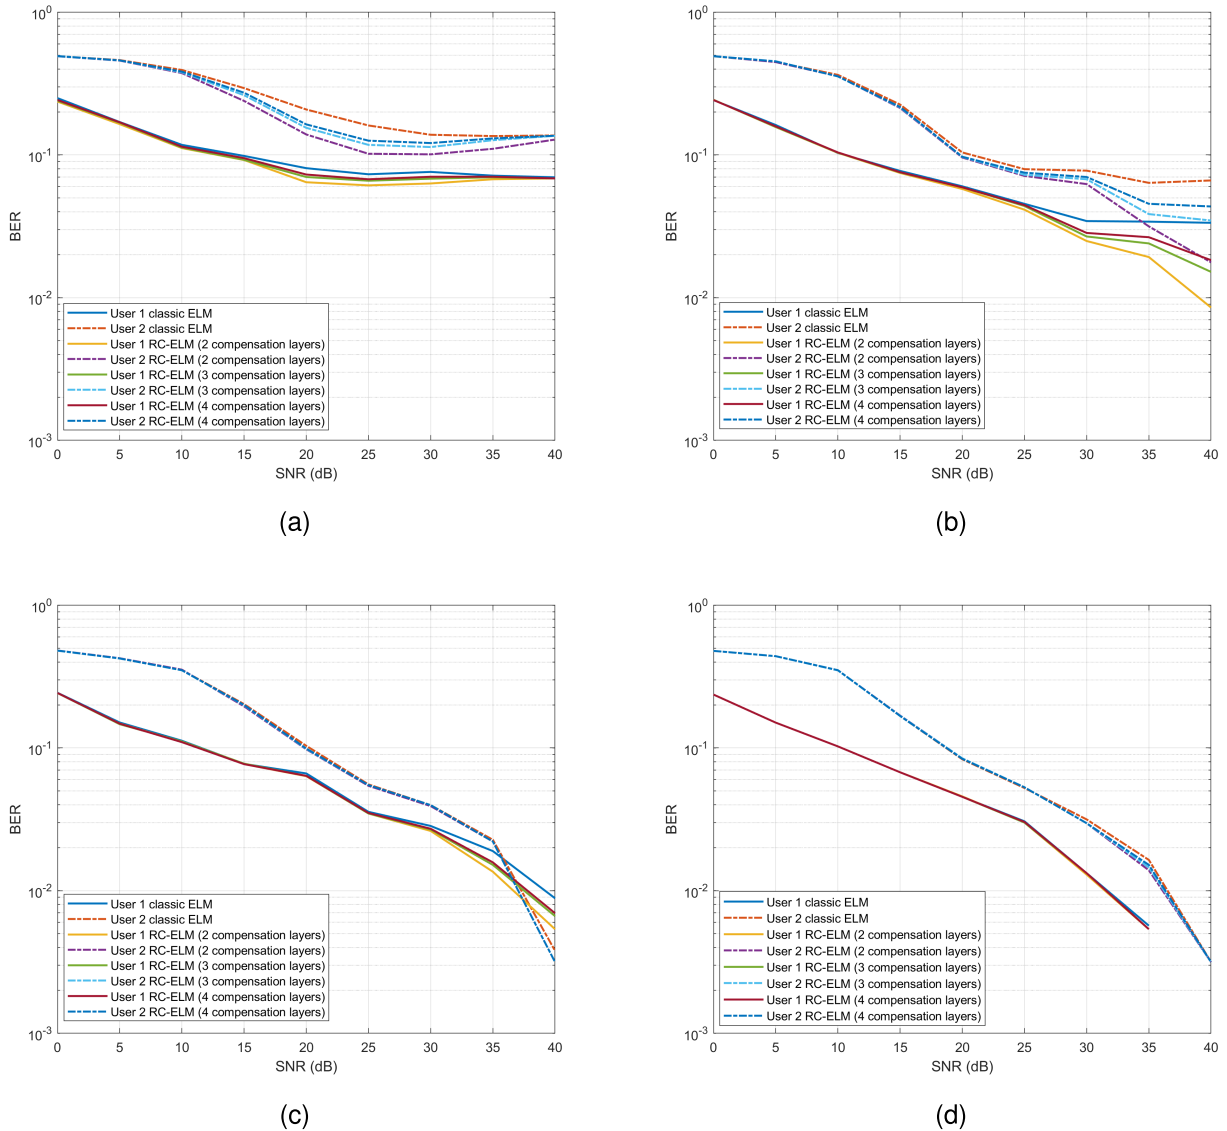 10^0
10^-1
10^-2
10^-3
BER
User 1 classic ELM
User 2 classic ELM
User 1 RC-ELM (2 compensation layers)
User 2 RC-ELM (2 compensation layers)
User 1 RC-ELM (3 compensation layers)
User 2 RC-ELM (3 compensation layers)
User 1 RC-ELM (4 compensation layers)
User 2 RC-ELM (4 compensation layers)
0 5 10 15 20 25 30 35 40
SNR (dB)
(a)
10^0
10^-1
10^-2
10^-3
BER
User 1 classic ELM
User 2 classic ELM
User 1 RC-ELM (2 compensation layers)
User 2 RC-ELM (2 compensation layers)
User 1 RC-ELM (3 compensation layers)
User 2 RC-ELM (3 compensation layers)
User 1 RC-ELM (4 compensation layers)
User 2 RC-ELM (4 compensation layers)
0 5 10 15 20 25 30 35 40
SNR (dB)
(b)
10^0
10^-1
10^-2
10^-3
BER
User 1 classic ELM
User 2 classic ELM
User 1 RC-ELM (2 compensation layers)
User 2 RC-ELM (2 compensation layers)
User 1 RC-ELM (3 compensation layers)
User 2 RC-ELM (3 compensation layers)
User 1 RC-ELM (4 compensation layers)
User 2 RC-ELM (4 compensation layers)
0 5 10 15 20 25 30 35 40
SNR (dB)
(c)
10^0
10^-1
10^-2
10^-3
BER
User 1 classic ELM
User 2 classic ELM
User 1 RC-ELM (2 compensation layers)
User 2 RC-ELM (2 compensation layers)
User 1 RC-ELM (3 compensation layers)
User 2 RC-ELM (3 compensation layers)
User 1 RC-ELM (4 compensation layers)
User 2 RC-ELM (4 compensation layers)
0 5 10 15 20 25 30 35 40
SNR (dB)
(d)